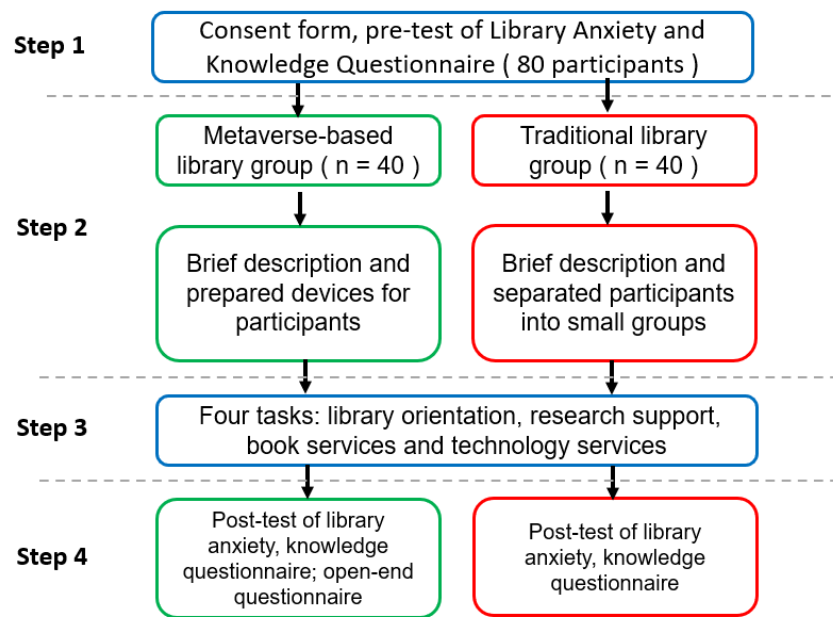 Step 1
Consent form, pre-test of Library Anxiety and
Knowledge Questionnaire ( 80 participants )
Step 2
Metaverse-based
library group ( n = 40 )
Traditional library
group ( n = 40 )
Brief description and
prepared devices for
participants
Brief description and
separated participants
into small groups
Step 3
Four tasks: library orientation, research support,
book services and technology services
Step 4
Post-test of library
anxiety, knowledge
questionnaire; open-end
questionnaire
Post-test of library
anxiety, knowledge
questionnaire